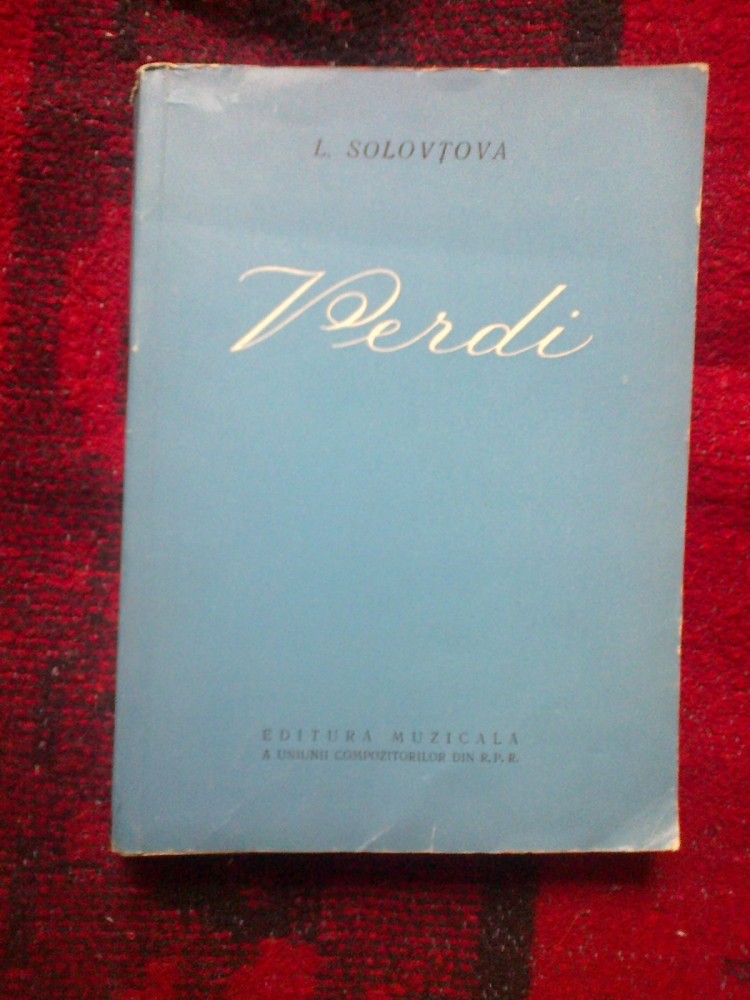 L. SOLOVȚOVA
Verdi
EDITURA MUZICALA
A UNIUNII COMPOZITORILOR DIN R.P.R.